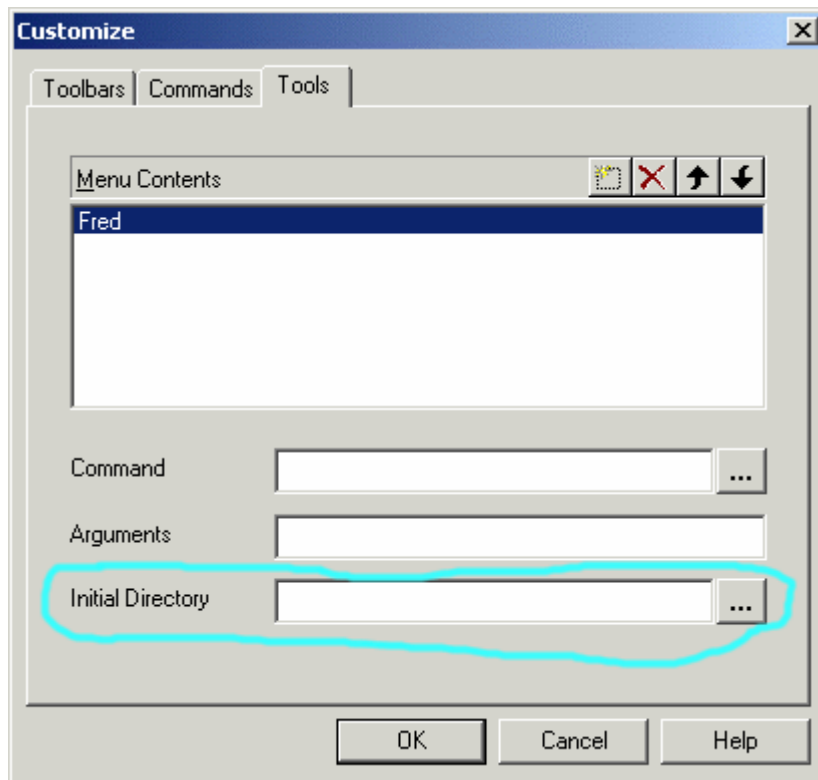 Customize
Toolbars Commands Tools
Menu Contents
Fred
Command ...
Arguments
Initial Directory ...
OK Cancel Help